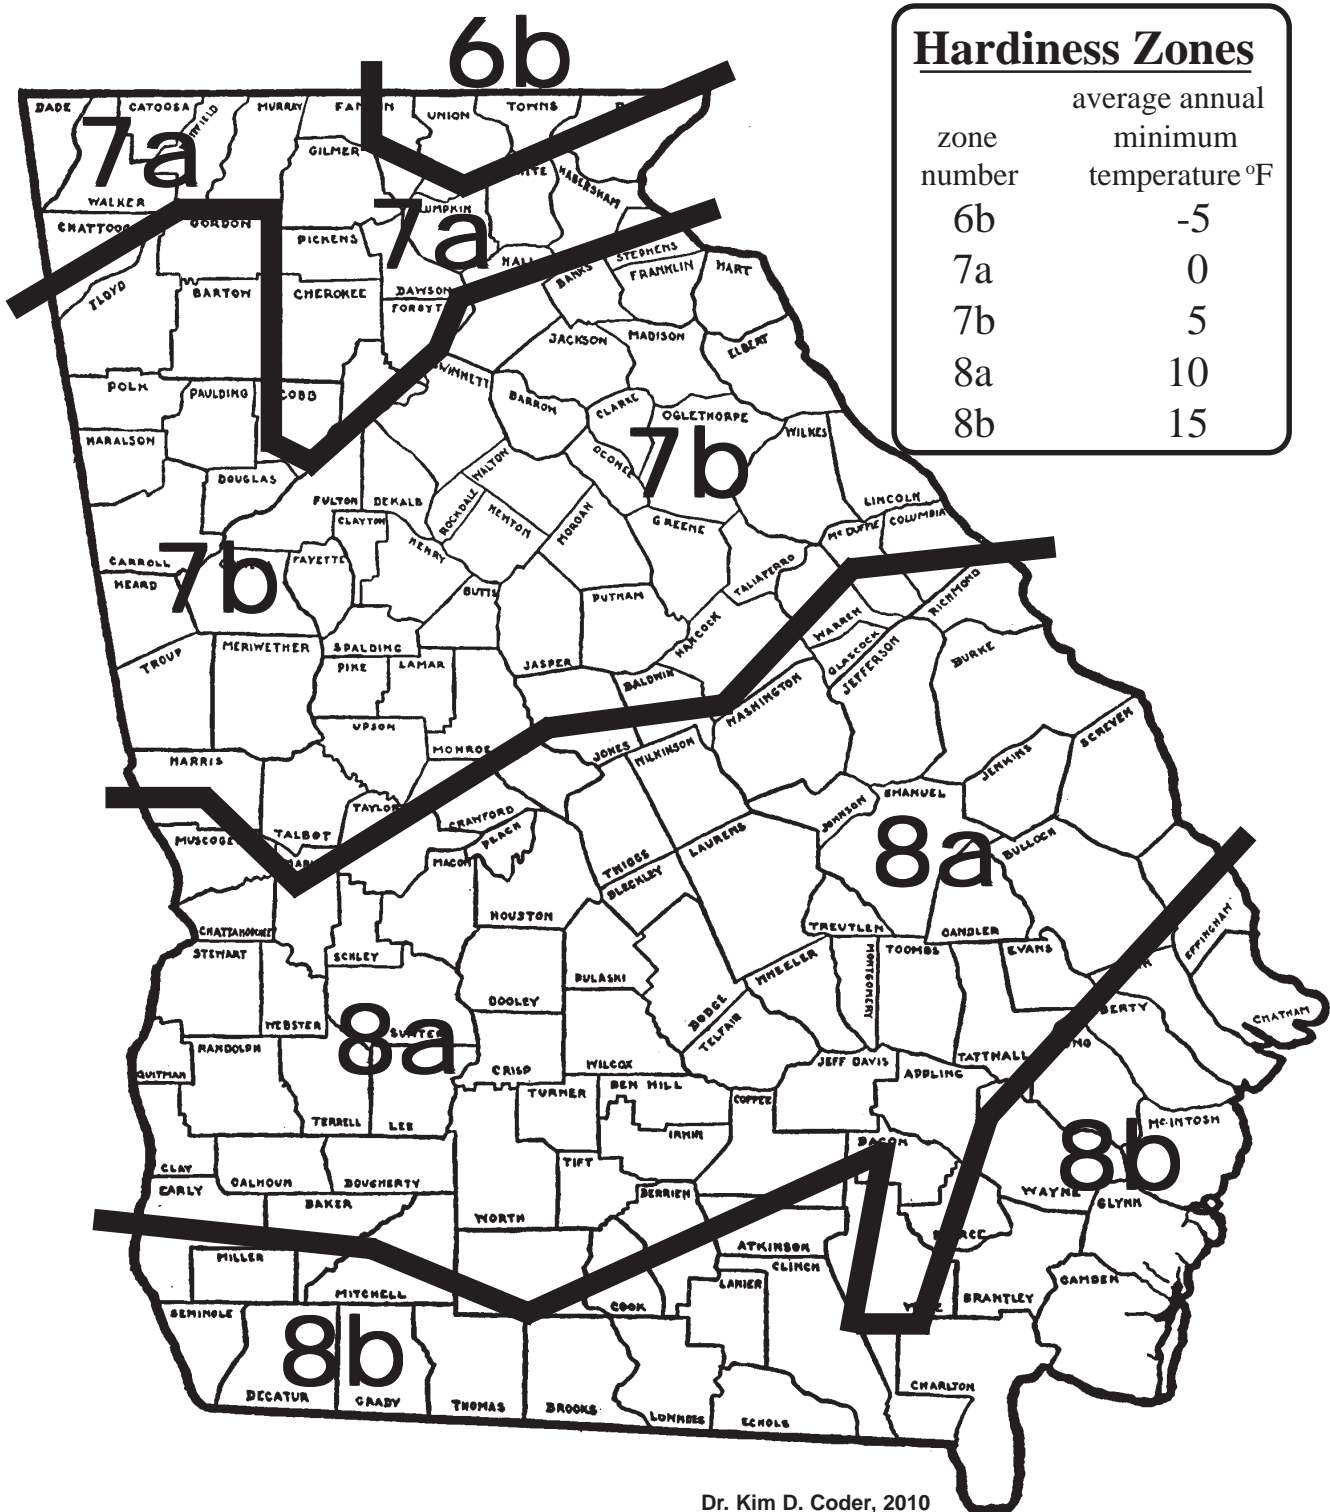 6b
Hardiness Zones
average annual
zone minimum
number temperature ºF
6b -5
7a 0
7b 5
8a 10
8b 15
DADE CATOOSA MURRAY UNION TOWNS
7a
GILMER
HABERSHAM
WALKER
CHATTOOGA GORDON
7a
PICKENS
HALL
STEPHENS
BANKS FRANKLIN HART
FLOYD BARTOW CHEROKEE DAWSON
FORSYTH
JACKSON MADISON ELBERT
POLK PAULDING COBB
GWINNETT
BARROW CLARKE OGLETHORPE
WILKES
7b
HARALSON
DOUGLAS
OCONEE
WALTON
FULTON DEKALB ROCKDALE NEWTON MORGAN
CLAYTON
GREENE
LINCOLN
McDUFFIE COLUMBIA
CARROLL
7b
FAYETTE HENRY
HEARD
BUTTS PUTNAM
TALIAFERRO
RICHMOND
HANCOCK WARREN
GLASCOCK
JEFFERSON
BURKE
TROUP MERIWETHER SPALDING
PIKE LAMAR JASPER
BALDWIN
WASHINGTON
UPSON
MONROE JONES WILKINSON
HARRIS
JENKINS SCREVEN
TAYLOR
CRAWFORD
PEACH
JOHNSON EMANUEL
MUSCOGEE TALBOT
MACON
TWIGGS LAURENS
8a
BULLOCH
BLECKLEY
HOUSTON
CHATTAHOOCHEE
TREUTLEN CANDLER
STEWART SCHLEY
EFFINGHAM
PULASKI
WHEELER
MONTGOMERY
TOOMBS EVANS
DOOLEY
DODGE
TELFAIR
CHATHAM
WEBSTER
8a
SUMTER
RANDOLPH
QUITMAN
CRISP WILCOX
JEFF DAVIS TATTNALL
APPLING
TURNER BEN HILL
COPPEE
TERRELL LEE
IRWIN
McINTOSH
BACON
8b
CLAY
EARLY CALHOUN DOUGHERTY TIFT
BERRIEN
WAYNE
GLYNN
BAKER
WORTH
ATKINSON
CLINCH
MILLER
LANIER
CAMDEN
MITCHELL
COOK
BRANTLEY
SEMINOLE
8b
DECATUR GRADY THOMAS BROOKS
LOWNDES ECHOLS
CHARLTON
Dr. Kim D. Coder, 2010